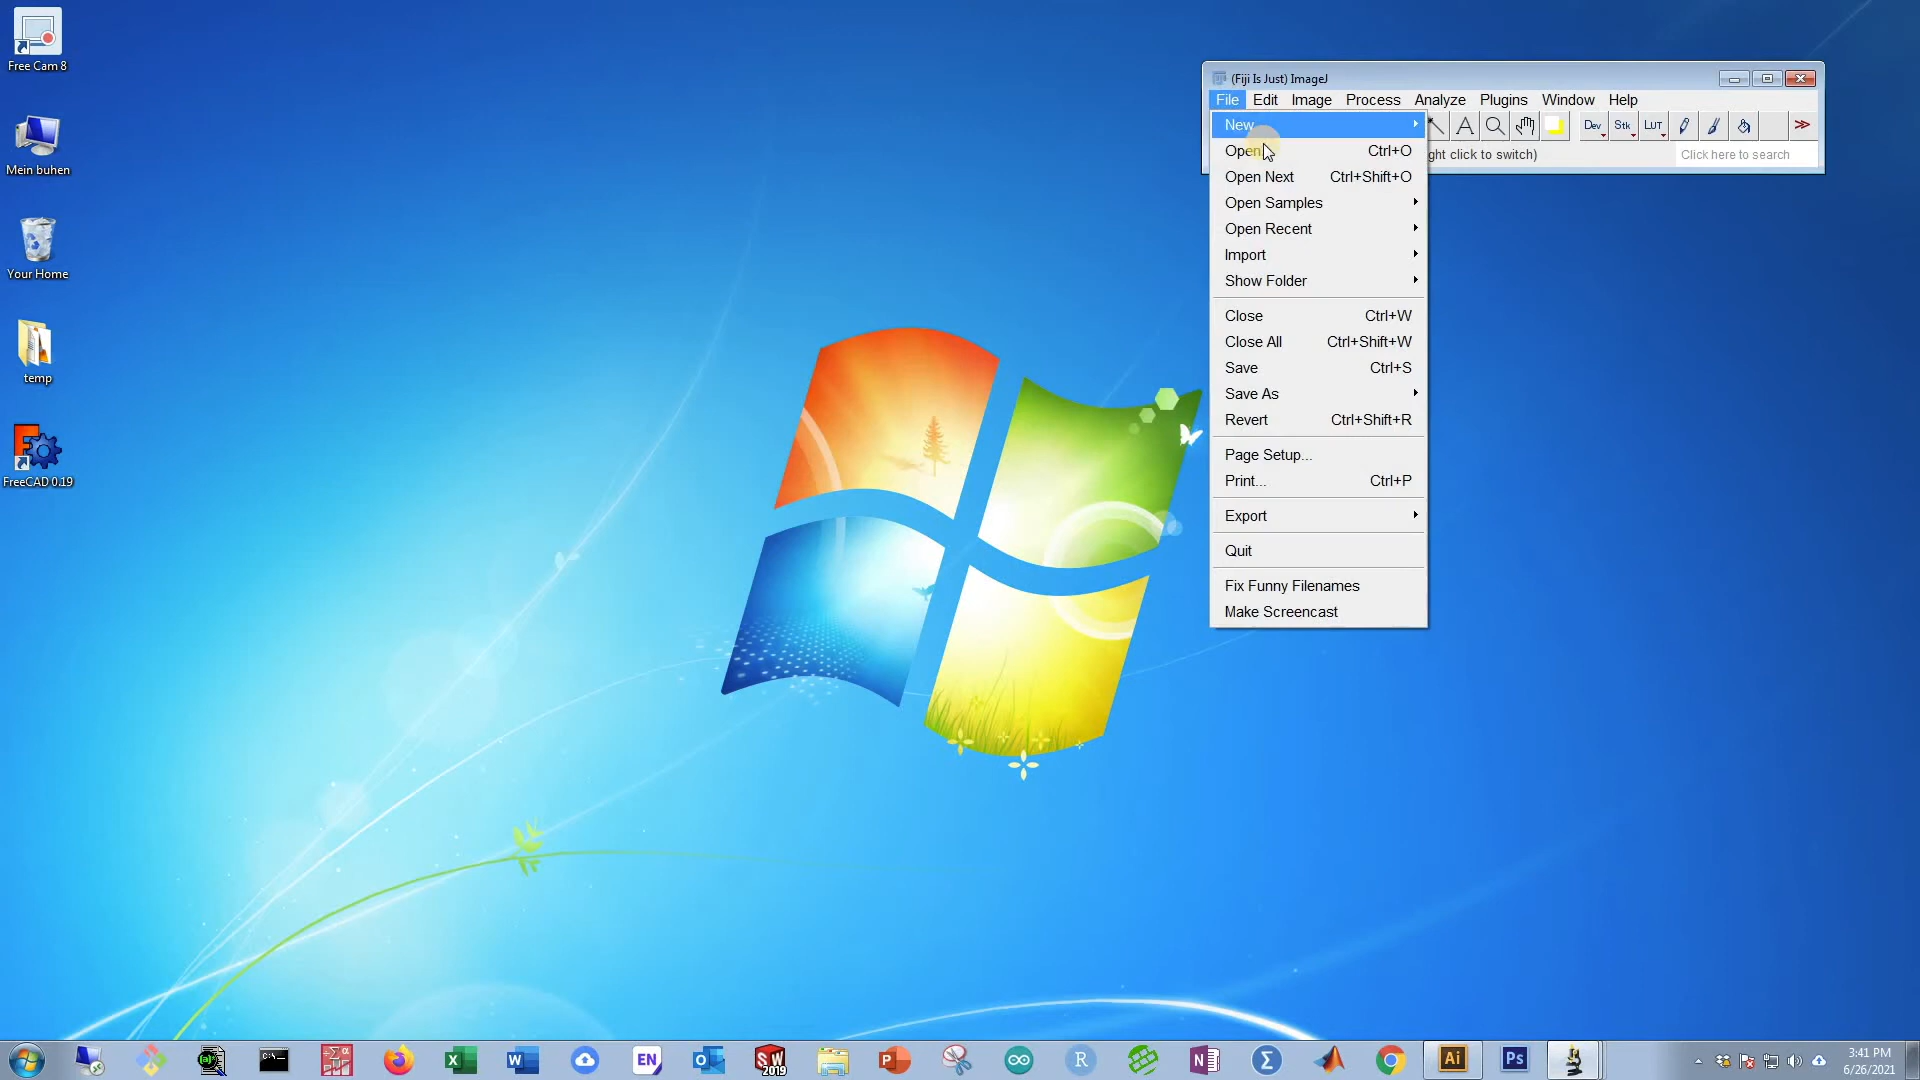 Free Cam 8
Mein buhen
Your Home
temp
FreeCAD 0.19
(Fiji Is Just) ImageJ
File Edit Image Process Analyze Plugins Window Help
Dev Stk LUT >>
ght click to switch)
Click here to search
New
Open Ctrl+O
Open Next Ctrl+Shift+O
Open Samples
Open Recent
Import
Show Folder
Close Ctrl+W
Close All Ctrl+Shift+W
Save Ctrl+S
Save As
Revert Ctrl+Shift+R
Page Setup...
Print... Ctrl+P
Export
Quit
Fix Funny Filenames
Make Screencast
EN
SW
2019
Ai
Ps
3:41 PM
6/26/2021